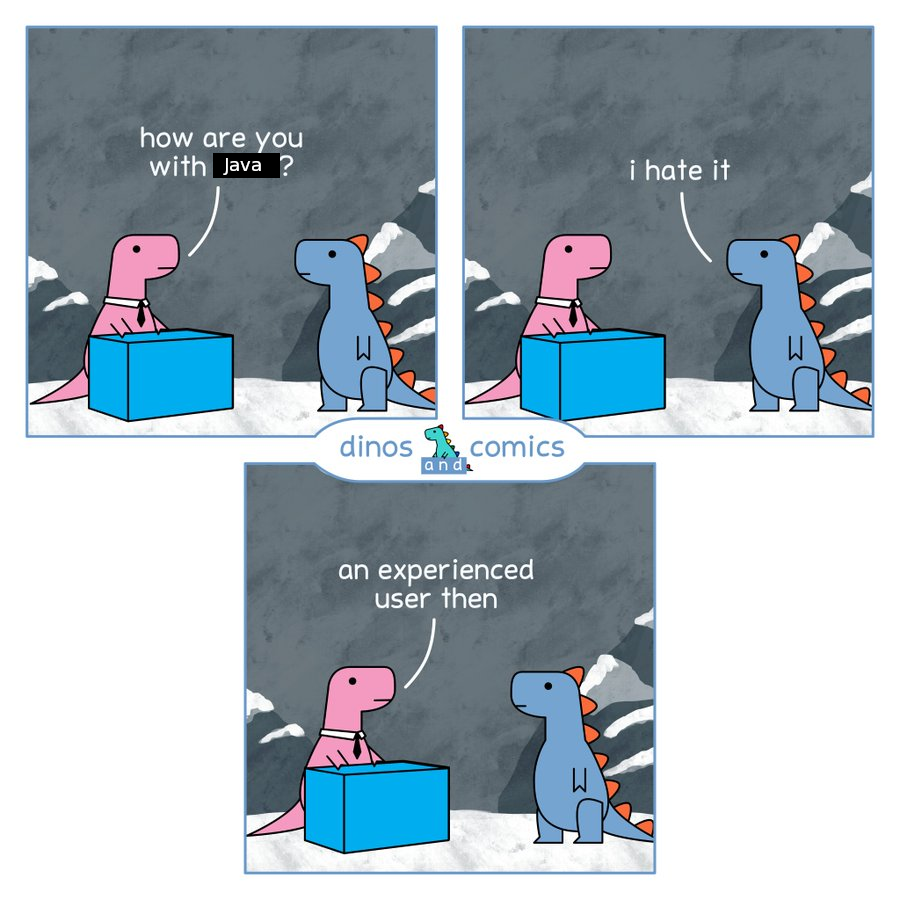 how are you
with Java ?
i hate it
dinos and comics
an experienced
user then